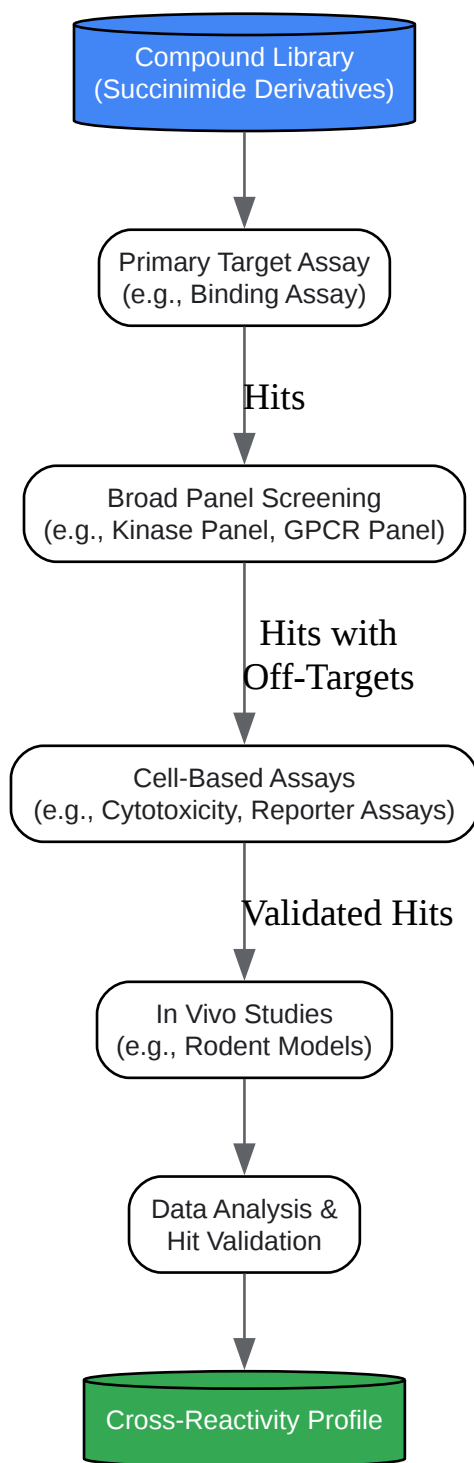 Compound Library
(Succinimide Derivatives)
Primary Target Assay
(e.g., Binding Assay)
Hits
Broad Panel Screening
(e.g., Kinase Panel, GPCR Panel)
Hits with
Off-Targets
Cell-Based Assays
(e.g., Cytotoxicity, Reporter Assays)
Validated Hits
In Vivo Studies
(e.g., Rodent Models)
Data Analysis &
Hit Validation
Cross-Reactivity Profile